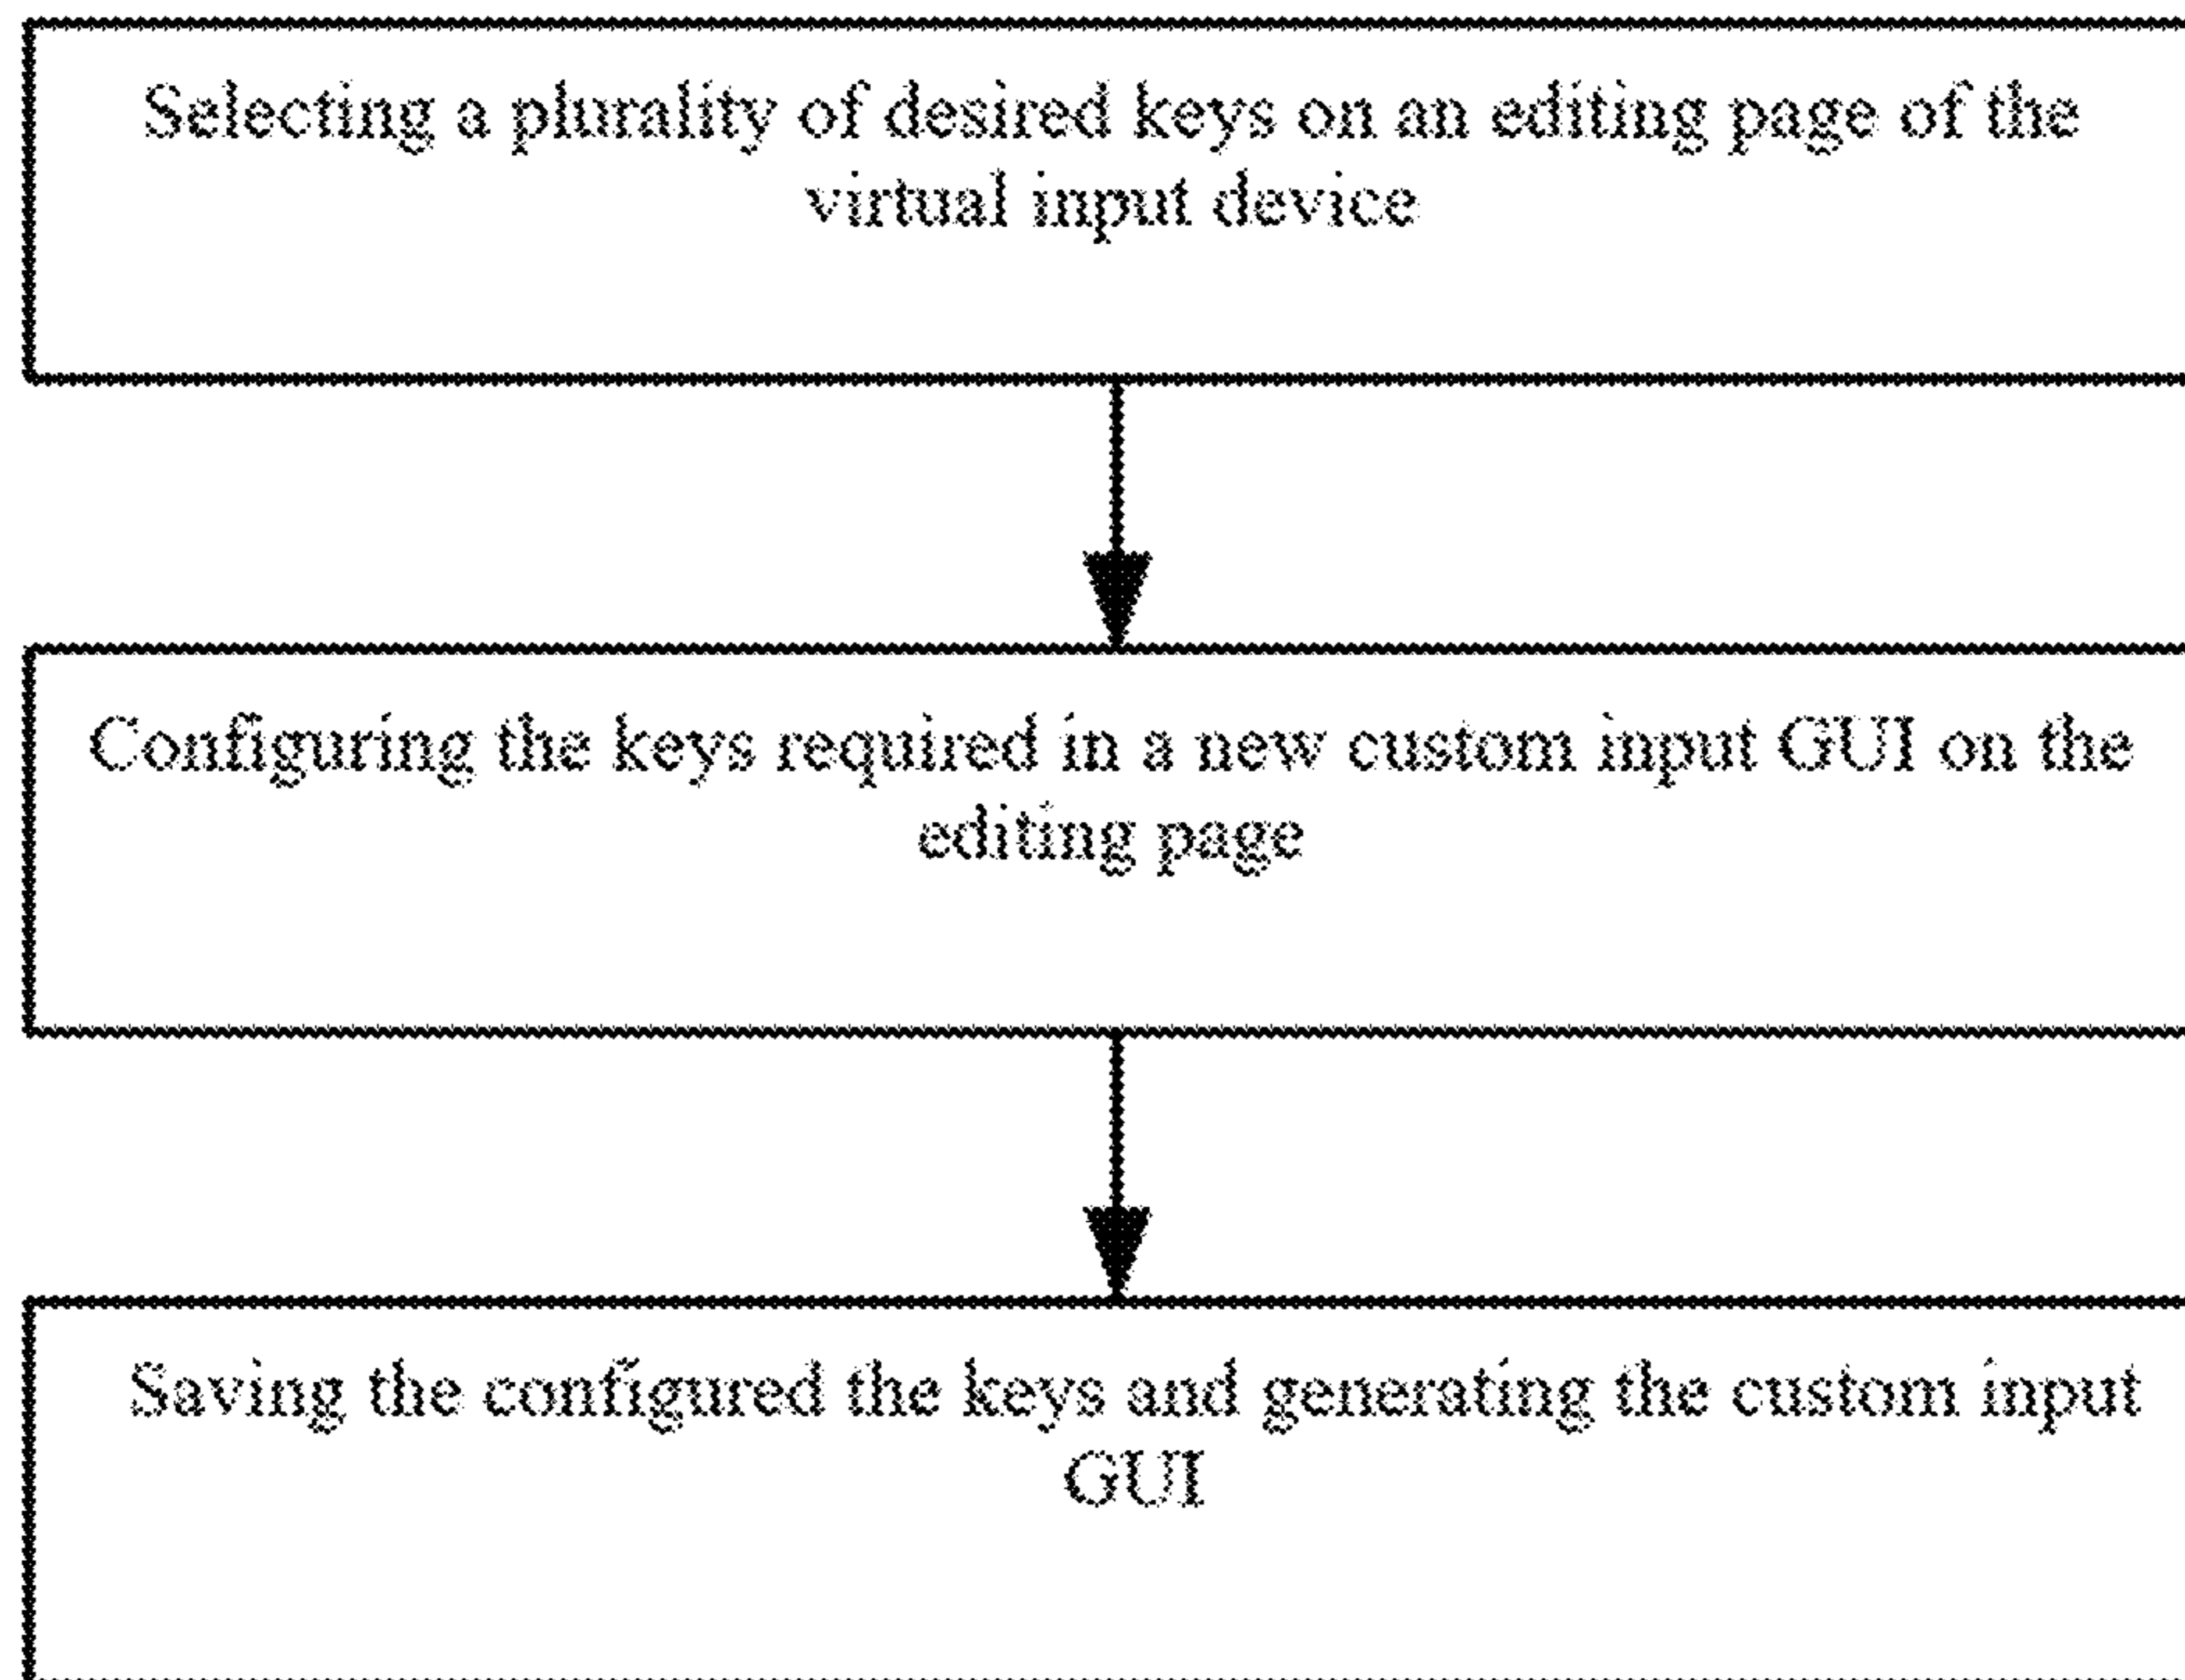 Selecting a plurality of desired keys on an editing page of the
virtual input device
Configuring the keys required in a new custom input GUI on the
editing page
Saving the configured the keys and generating the custom input
GUI